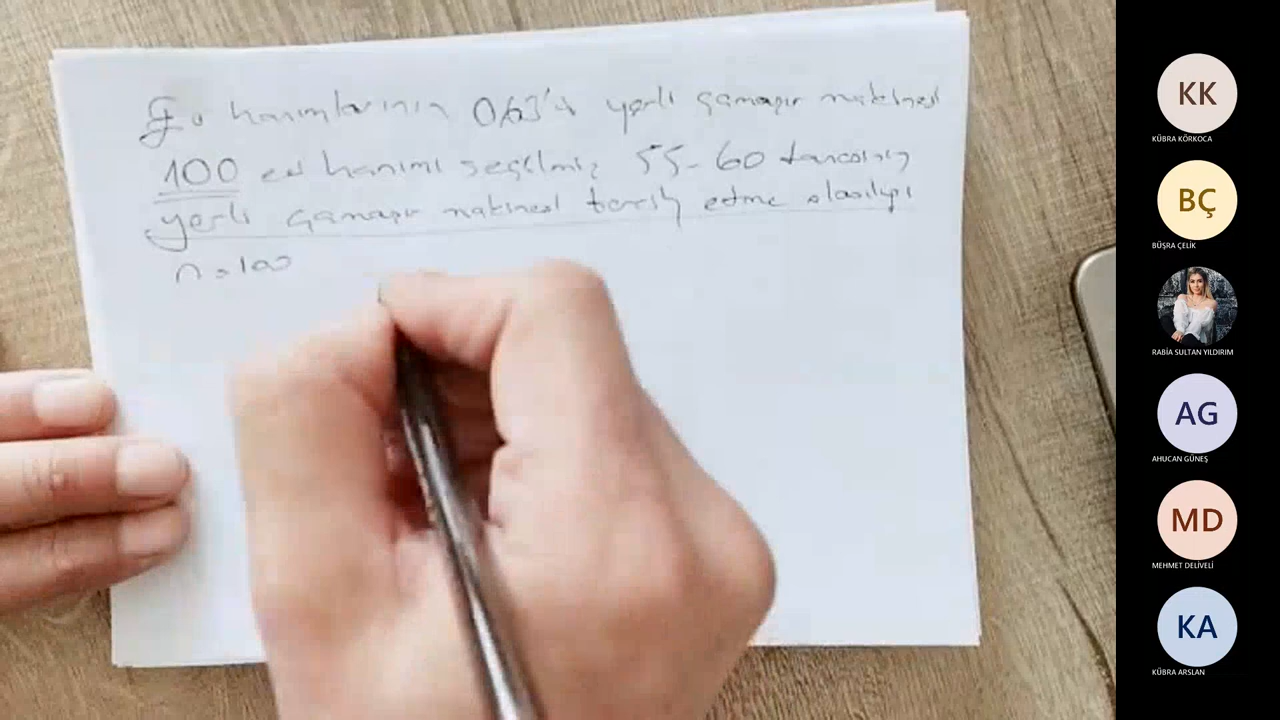 Ev hanımlarının 0,63'ü yerli çamaşır makinesi
100 ev hanımı seçilmiş 55-60 tanesinin
yerli çamaşır makinesi tercih etme olasılığı
n=100
KK
KÜBRA KÖRKOCA
BÇ
BÜŞRA ÇELİK
RABİA SULTAN YILDIRIM
AG
AHUCAN GÜNEŞ
MD
MEHMET DELİVELİ
KA
KÜBRA ARSLAN